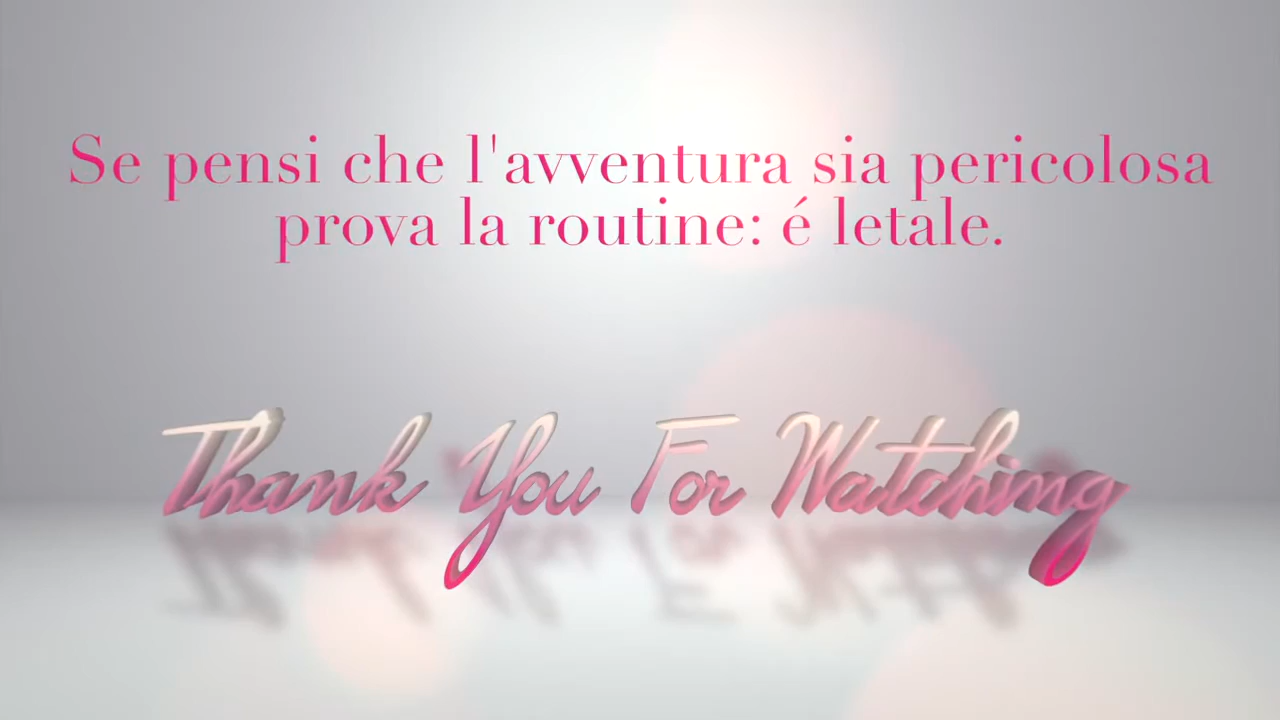 Se pensi che l'avventura sia pericolosa
prova la routine: é letale.
Thank You For Watching